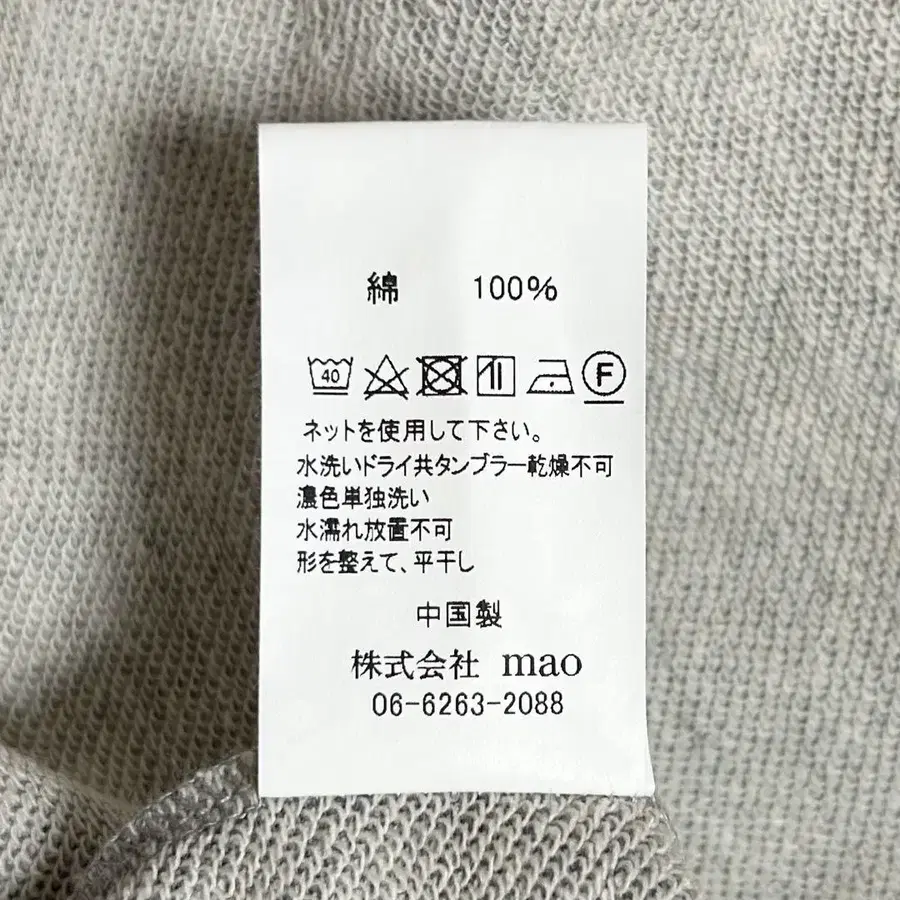 綿 100%
40 F
ネットを使用して下さい。
水洗いドライ共タンブラー乾燥不可
濃色単独洗い
水濡れ放置不可
形を整えて、平干し
中国製
株式会社 mao
06-6263-2088